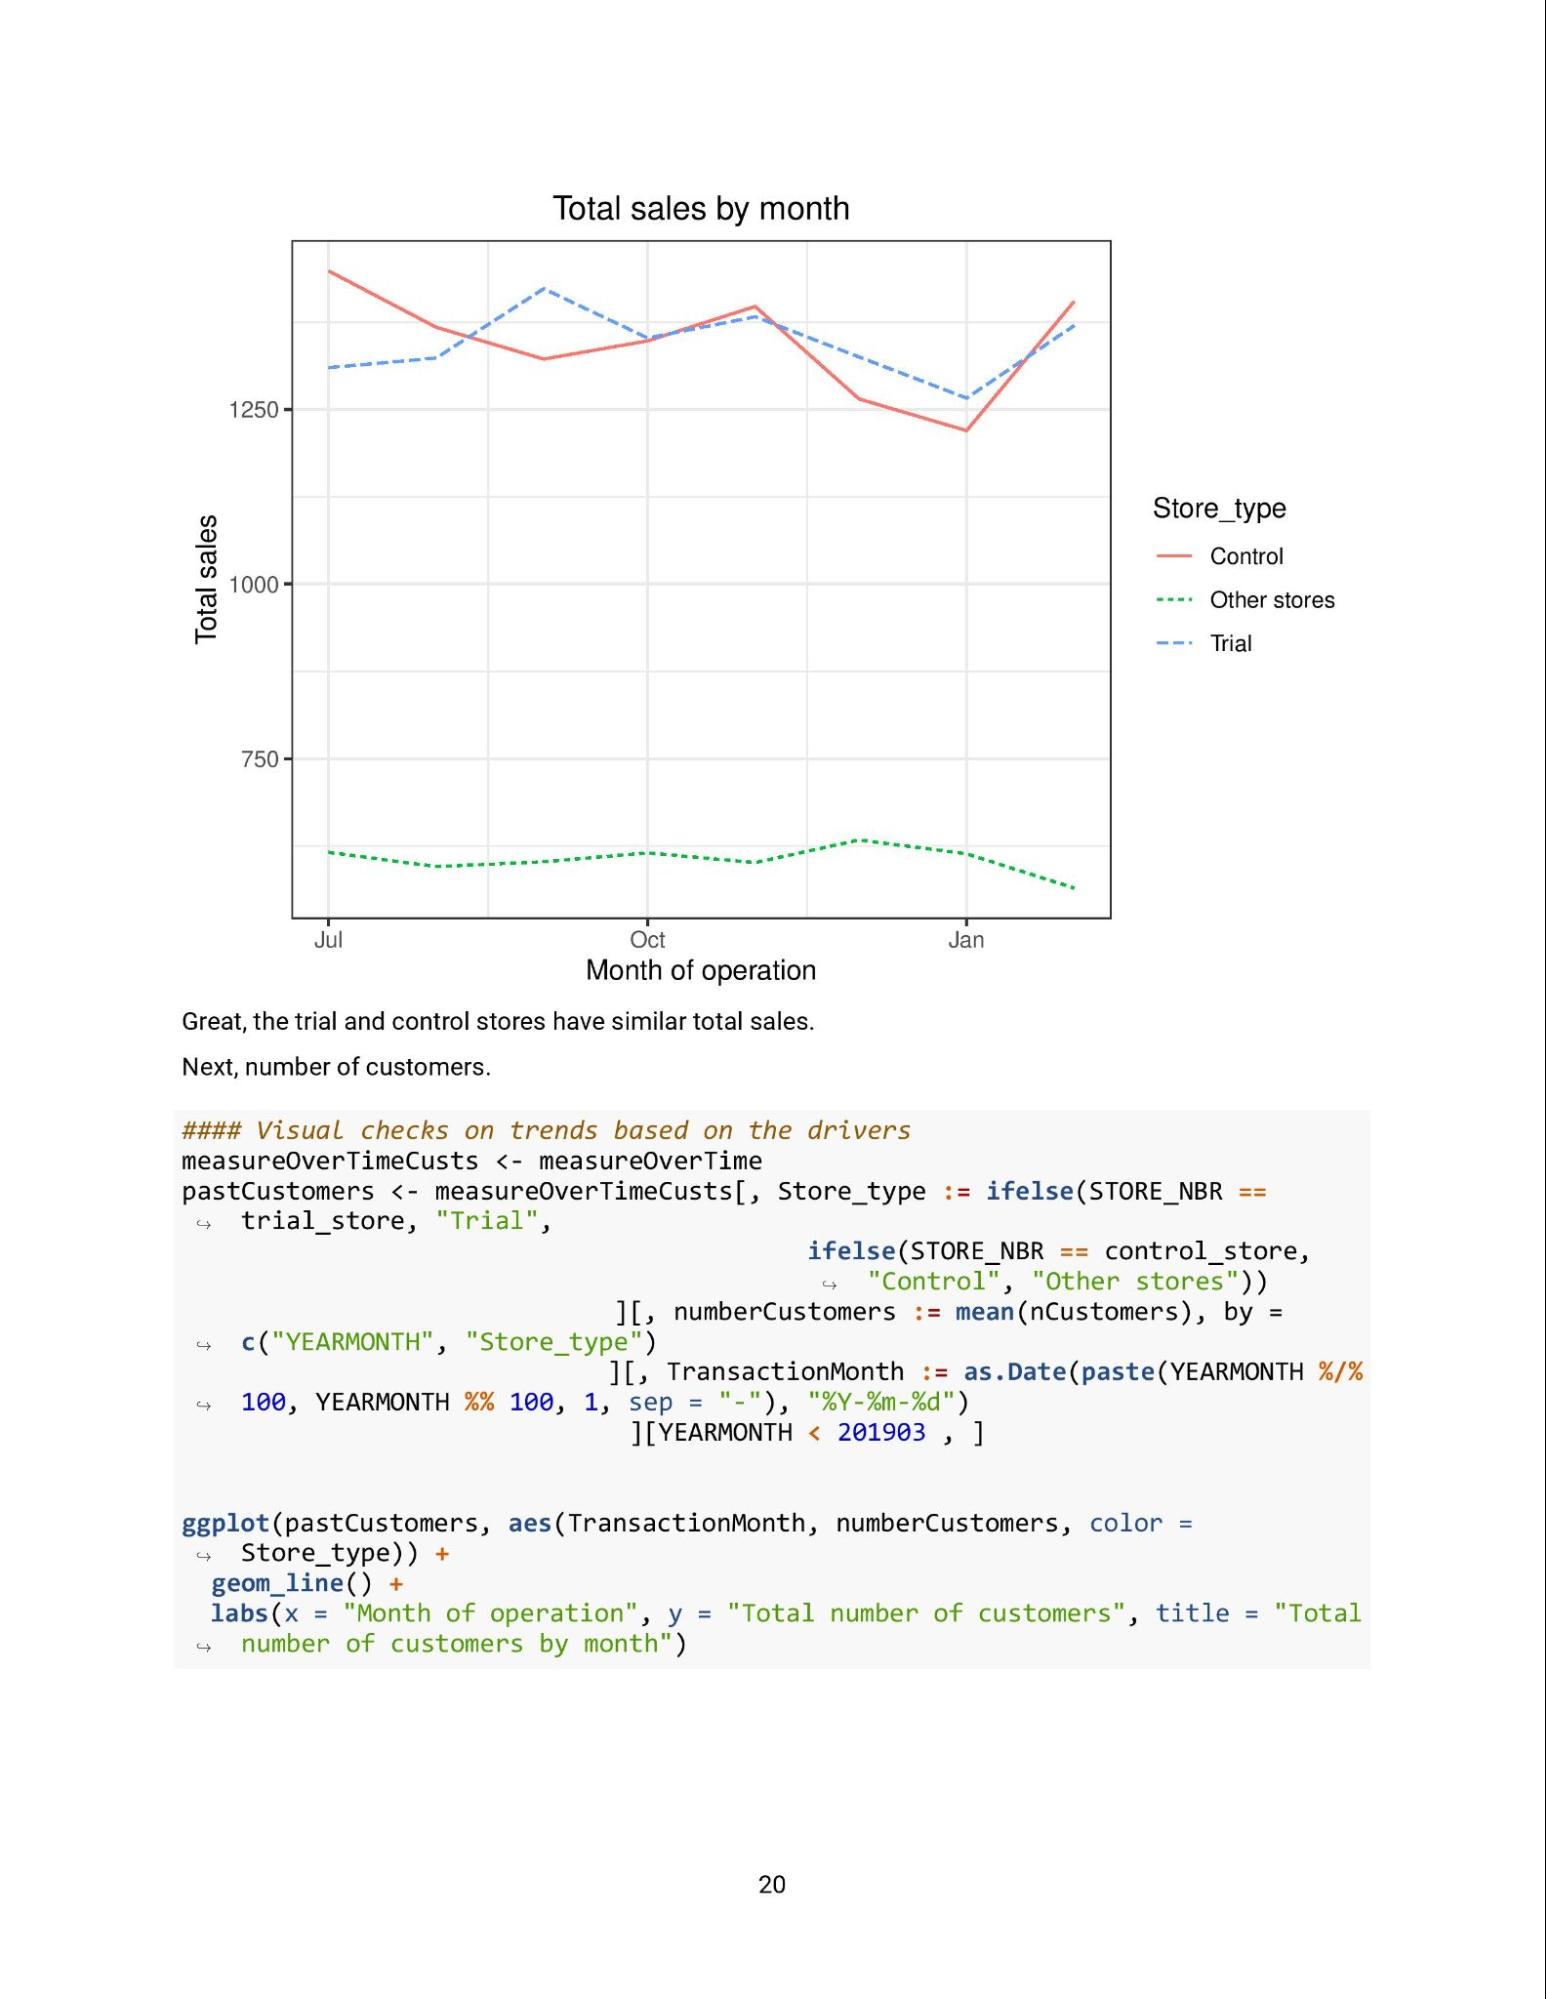 Total sales by month
1250
1000
750
Total sales
Jul Oct Jan
Month of operation
Store_type
Control
Other stores
Trial
Great, the trial and control stores have similar total sales.
Next, number of customers.
#### Visual checks on trends based on the drivers
measureOverTimeCusts <- measureOverTime
pastCustomers <- measureOverTimeCusts[, Store_type := ifelse(STORE_NBR ==
↪ trial_store, "Trial",
ifelse(STORE_NBR == control_store,
↪ "Control", "Other stores"))
][, numberCustomers := mean(nCustomers), by =
↪ c("YEARMONTH", "Store_type")
][, TransactionMonth := as.Date(paste(YEARMONTH %/%
↪ 100, YEARMONTH %% 100, 1, sep = "-"), "%Y-%m-%d")
][YEARMONTH < 201903 , ]
ggplot(pastCustomers, aes(TransactionMonth, numberCustomers, color =
↪ Store_type)) +
geom_line() +
labs(x = "Month of operation", y = "Total number of customers", title = "Total
↪ number of customers by month")
20